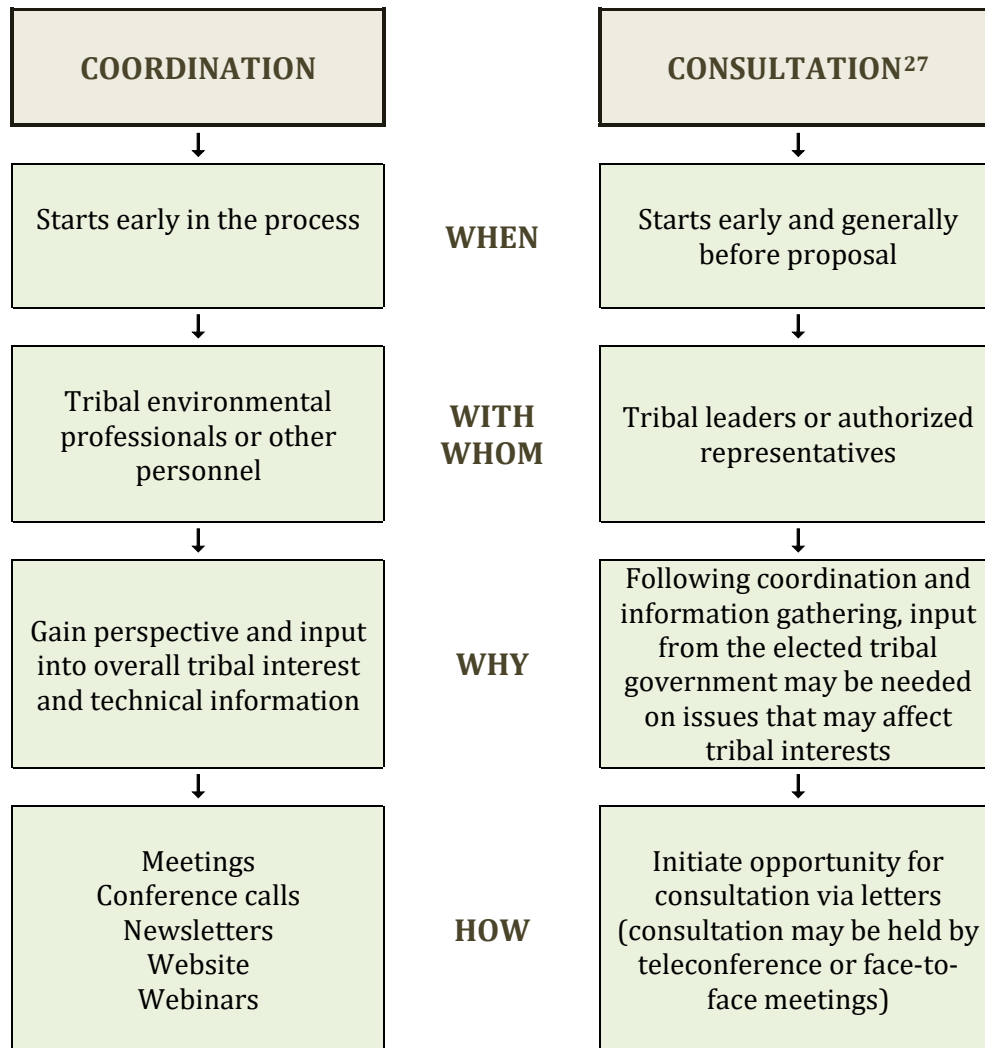 COORDINATION
CONSULTATION27
↓
↓
Starts early in the process
WHEN
Starts early and generally
before proposal
↓
↓
Tribal environmental
professionals or other
personnel
WITH
WHOM
Tribal leaders or authorized
representatives
↓
↓
Gain perspective and input
into overall tribal interest
and technical information
WHY
Following coordination and
information gathering, input
from the elected tribal
government may be needed
on issues that may affect
tribal interests
↓
↓
Meetings
Conference calls
Newsletters
Website
Webinars
HOW
Initiate opportunity for
consultation via letters
(consultation may be held by
teleconference or face-to-
face meetings)